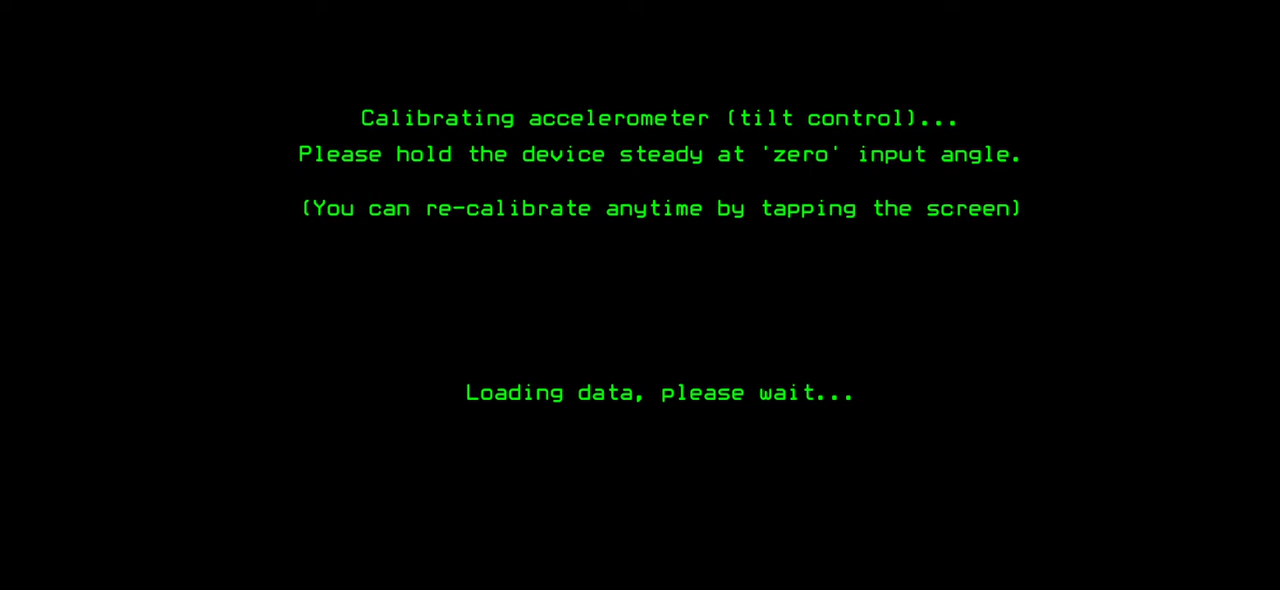 Calibrating accelerometer (tilt control)...
Please hold the device steady at 'zero' input angle.
(You can re-calibrate anytime by tapping the screen)
Loading data, please wait...